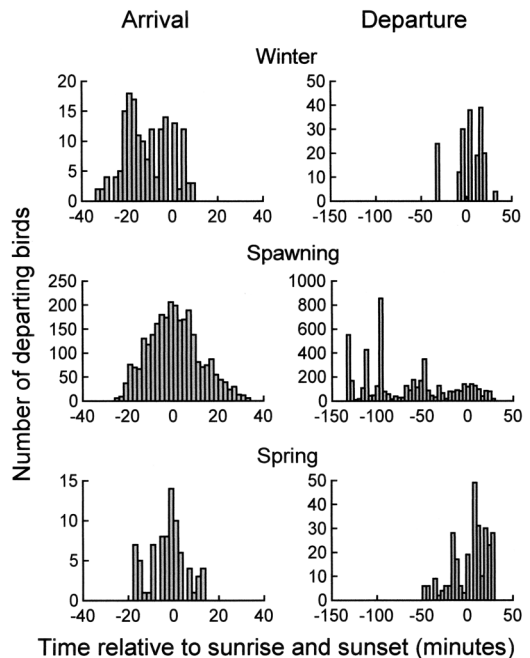 Arrival Departure
Winter
20
15
10
5
0
-40 -20 0 20 40
50
40
30
20
10
0
-150 -100 -50 0 50
Number of departing birds
Spawning
250
200
150
100
50
0
-40 -20 0 20 40
1000
800
600
400
200
0
-150 -100 -50 0 50
Spring
15
10
5
0
-40 -20 0 20 40
50
40
30
20
10
0
-150 -100 -50 0 50
Time relative to sunrise and sunset (minutes)